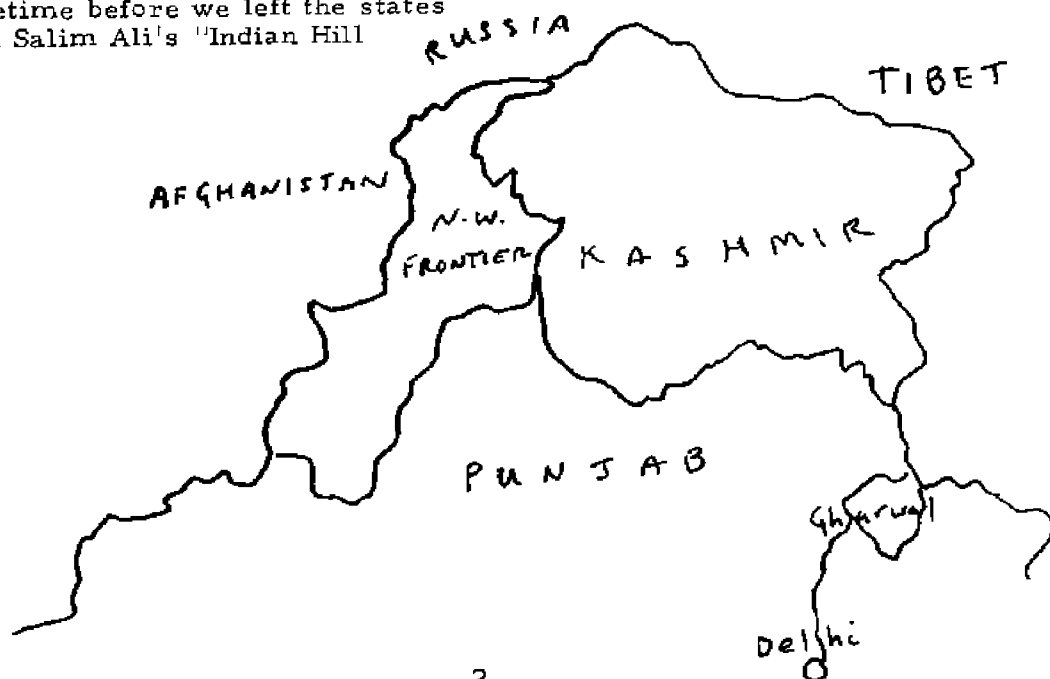 etime before we left the states
Salim Ali's "Indian Hill
RUSSIA
TIBET
AFGHANISTAN
N.W.
FRONTIER
KASHMIR
PUNJAB
Gharwal
Delhi